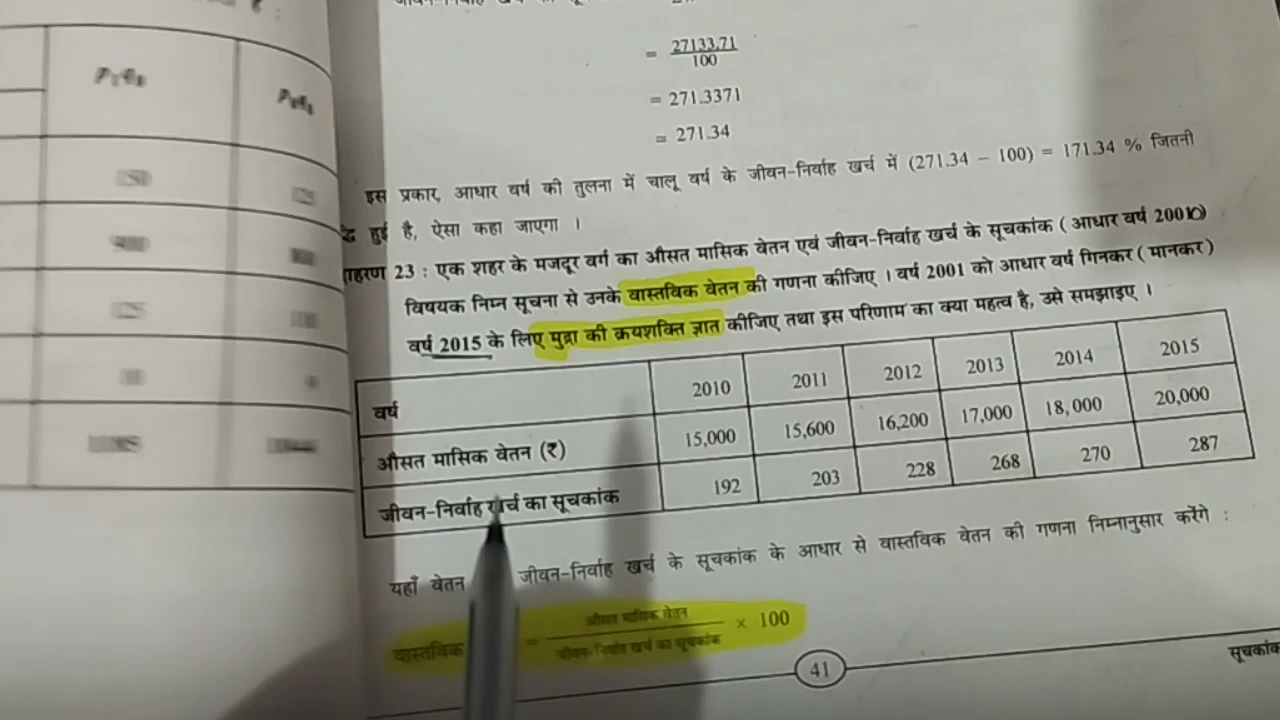 p₁q₀
p₀q₀
= 27133.71
100
= 271.3371
= 271.34
इस प्रकार, आधार वर्ष की तुलना में चालू वर्ष के जीवन-निर्वाह खर्च में (271.34 − 100) = 171.34 % जितनी
हुई है, ऐसा कहा जाएगा ।
23 : एक शहर के मजदूर वर्ग का औसत मासिक वेतन एवं जीवन-निर्वाह खर्च के सूचकांक ( आधार वर्ष
विषयक निम्न सूचना से उनके वास्तविक वेतन की गणना कीजिए । वर्ष 2001 को आधार वर्ष गिनकर ( मानकर )
वर्ष 2015 के लिए मुद्रा की क्रयशक्ति ज्ञात कीजिए तथा इस परिणाम का क्या महत्व है, उसे समझाइए ।
वर्ष 2010 2011 2012 2013 2014 2015
औसत मासिक वेतन (₹) 15,000 15,600 16,200 17,000 18,000 20,000
जीवन-निर्वाह खर्च का सूचकांक 192 203 228 268 270 287
यहाँ वेतन जीवन-निर्वाह खर्च के सूचकांक के आधार से वास्तविक वेतन की गणना निम्नानुसार करेंगे :
वास्तविक = औसत मासिक वेतन × 100
जीवन-निर्वाह खर्च का सूचकांक
41
सूचकांक